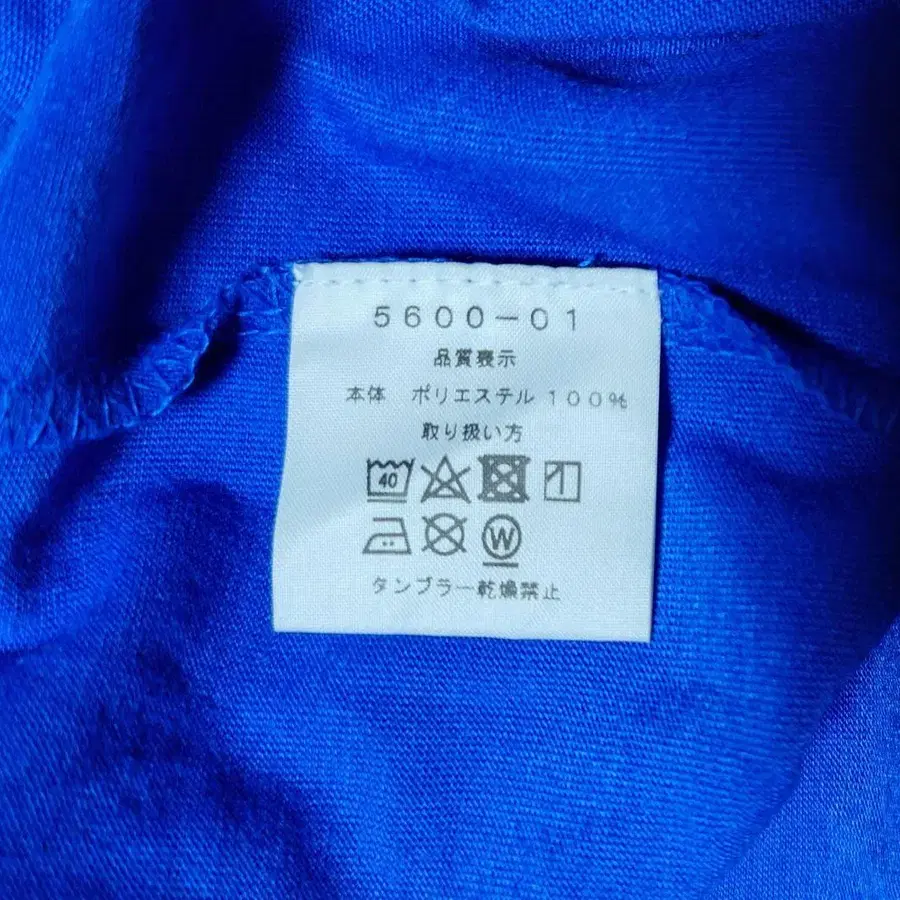 5600-01
品質表示
本体 ポリエステル 100%
取り扱い方
40
W
タンブラー乾燥禁止